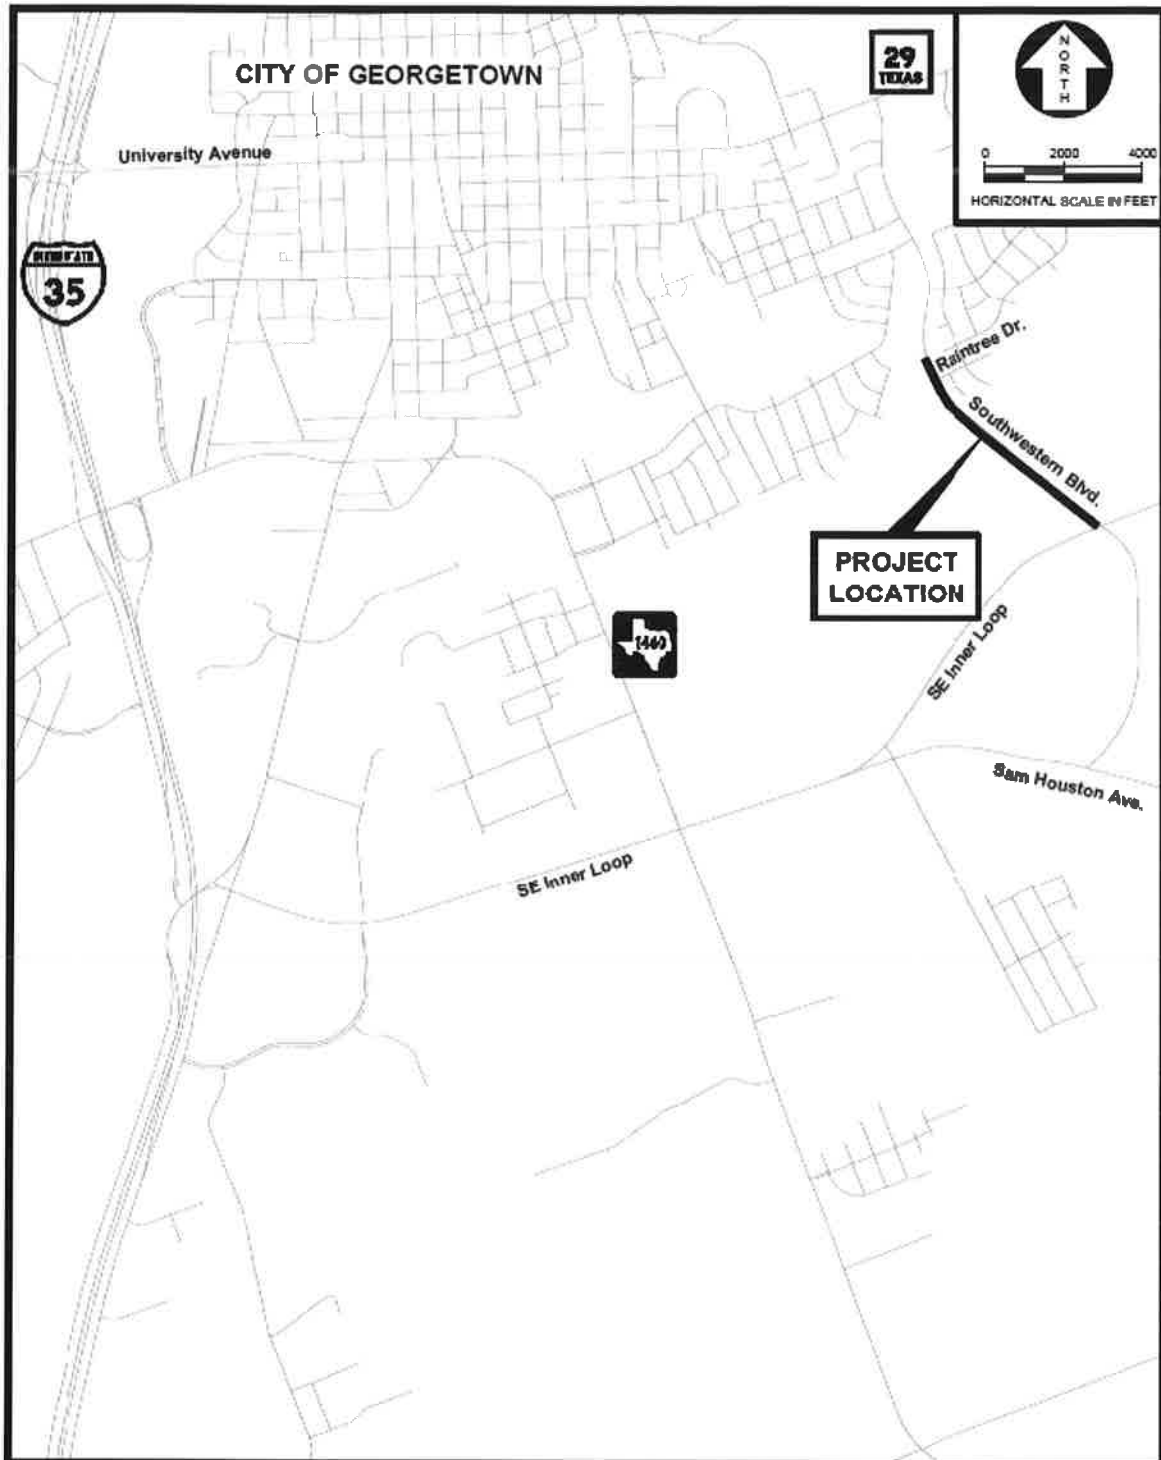 CITY OF GEORGETOWN
29
TEXAS
NORTH
0 2000 4000
HORIZONTAL SCALE IN FEET
University Avenue
35
Raintree Dr.
Southwestern Blvd.
PROJECT
LOCATION
1460
SE Inner Loop
Sam Houston Ave.
SE Inner Loop